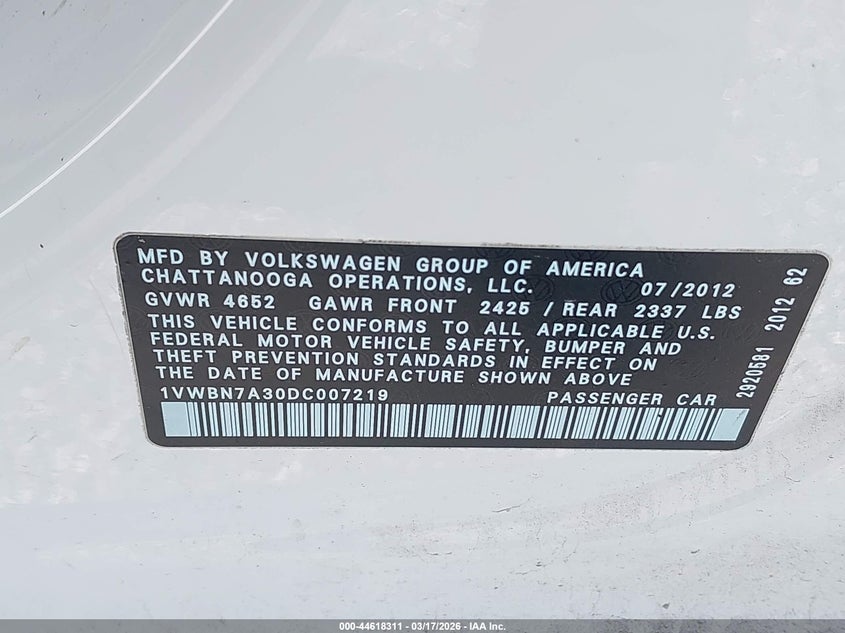 MFD BY VOLKSWAGEN GROUP OF AMERICA
CHATTANOOGA OPERATIONS, LLC. 07/2012
GVWR 4652 GAWR FRONT 2425 / REAR 2337 LBS
THIS VEHICLE CONFORMS TO ALL APPLICABLE U.S.
FEDERAL MOTOR VEHICLE SAFETY, BUMPER AND
THEFT PREVENTION STANDARDS IN EFFECT ON
THE DATE OF MANUFACTURE SHOWN ABOVE.
1VWBN7A30DC007219 PASSENGER CAR
2920581 2012 62
000-44618311 - 03/17/2026 - IAA Inc.